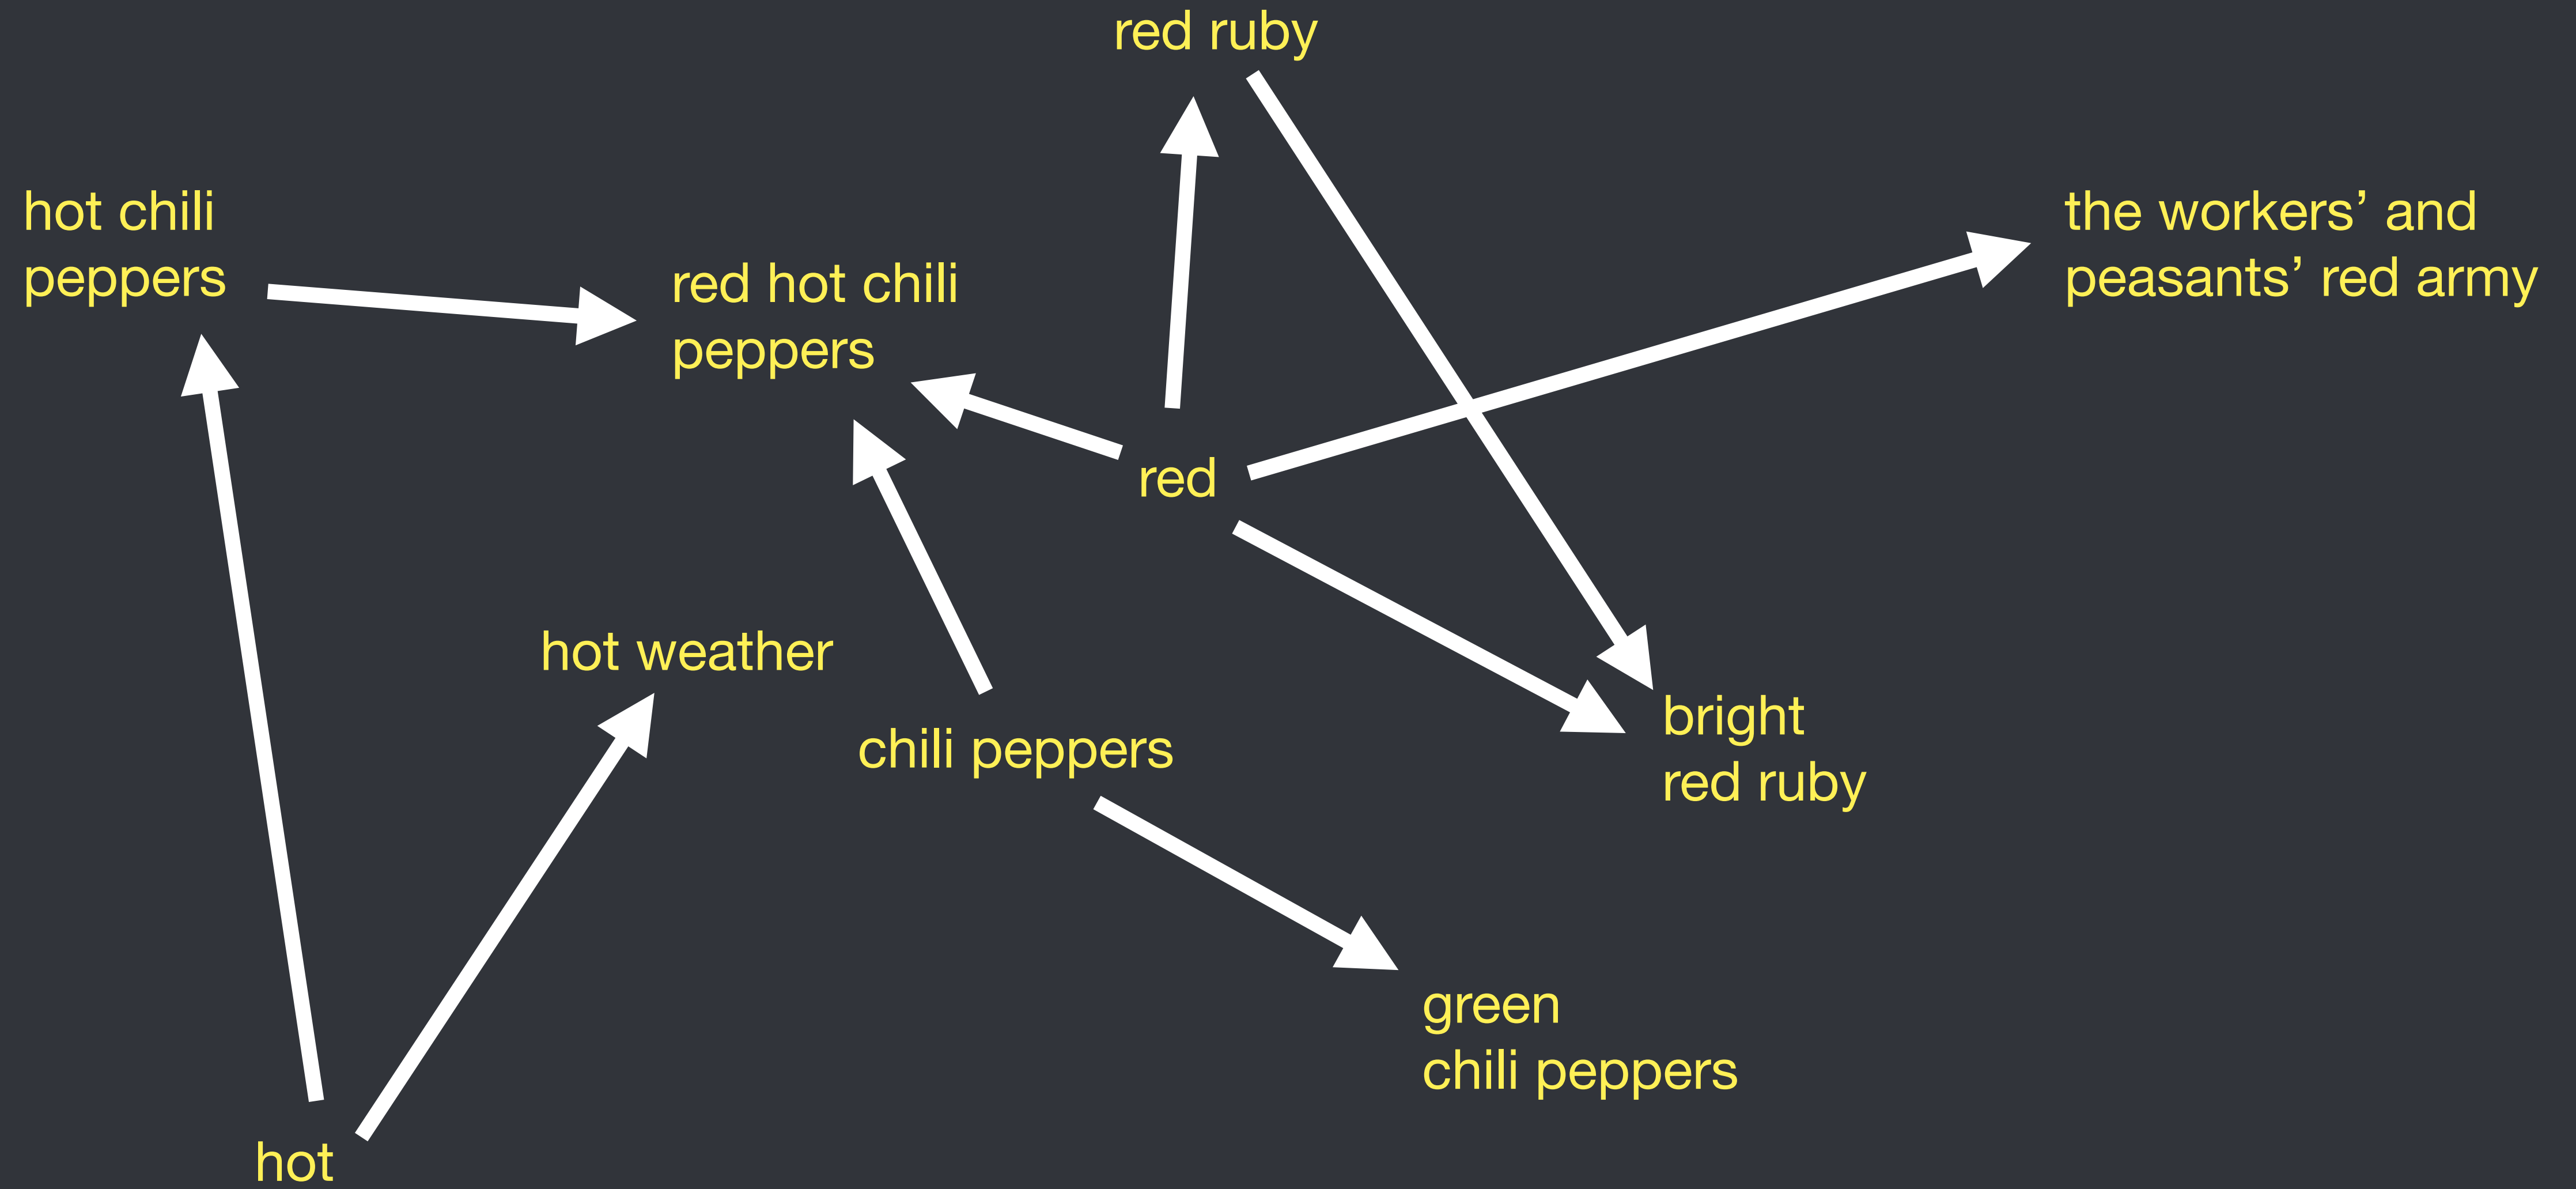 red ruby
hot chili
peppers
the workers’ and
peasants’ red army
red hot chili
peppers
red
hot weather
chili peppers
bright
red ruby
green
chili peppers
hot